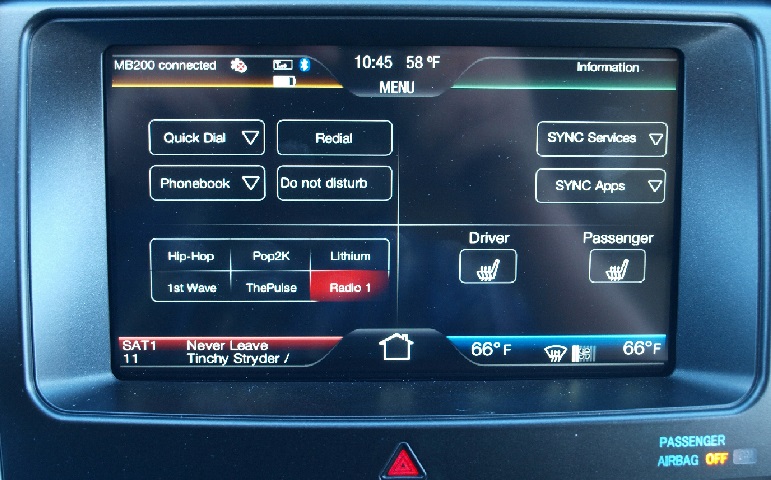 MB200 connected
10:45 58 °F
MENU
Information
Quick Dial
Redial
Phonebook
Do not disturb
SYNC Services
SYNC Apps
Hip-Hop Pop2K Lithium
1st Wave ThePulse Radio 1
Driver
Passenger
SAT1 Never Leave
11 Tinchy Stryder /
66°F
66°F
PASSENGER
AIRBAG OFF